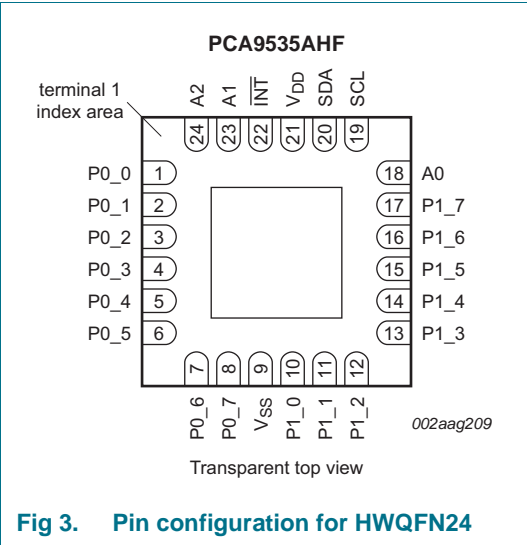 PCA9535AHF
terminal 1
index area
A2
A1
INT
VDD
SDA
SCL
24
23
22
21
20
19
P0_0 1
P0_1 2
P0_2 3
P0_3 4
P0_4 5
P0_5 6
18 A0
17 P1_7
16 P1_6
15 P1_5
14 P1_4
13 P1_3
7
8
9
10
11
12
P0_6
P0_7
VSS
P1_0
P1_1
P1_2
002aag209
Transparent top view
Fig 3. Pin configuration for HWQFN24